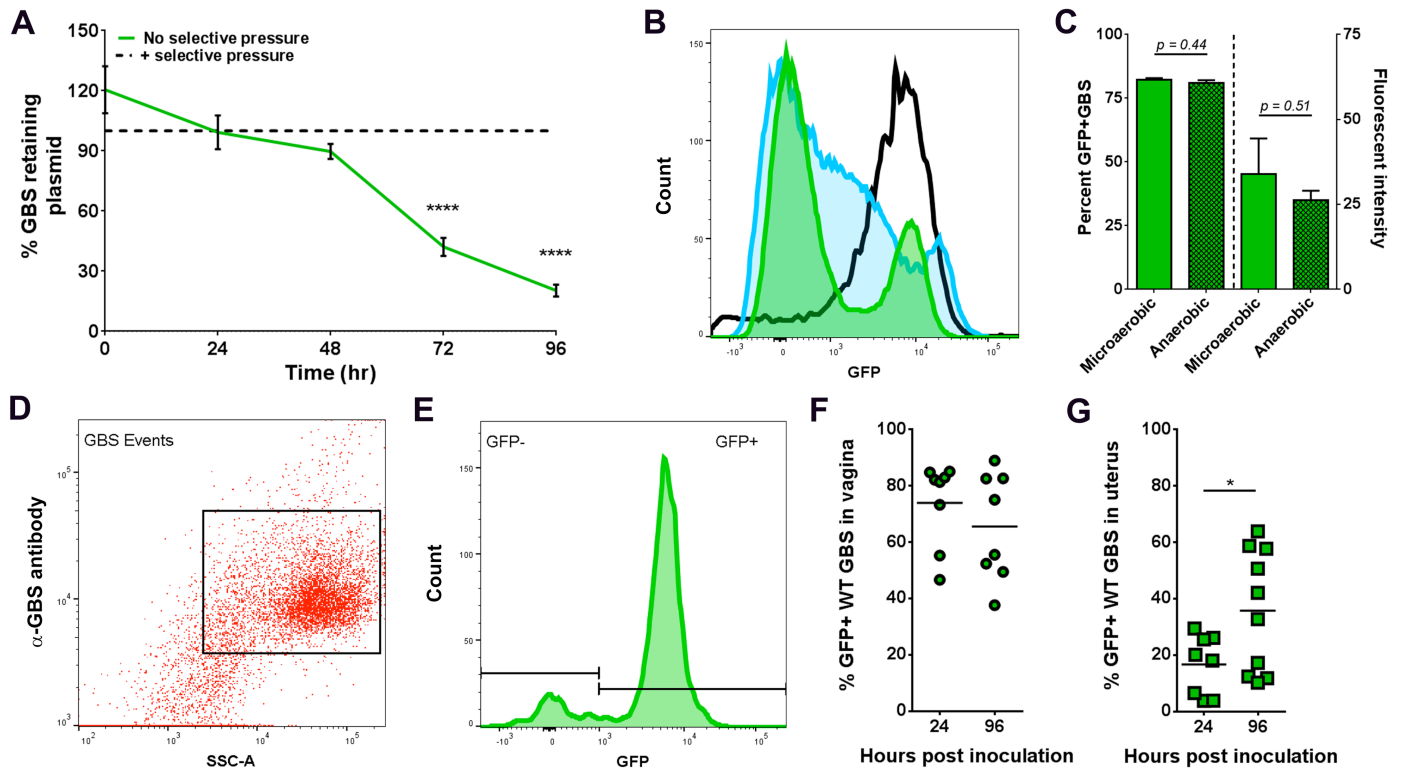 A
150
120
90
60
30
0
% GBS retaining
plasmid
No selective pressure
+ selective pressure
****
****
0
24
48
72
96
Time (hr)
B
150
100
50
0
Count
-10³
0
10³
10⁴
10⁵
GFP
C
100
75
50
25
0
Percent GFP+GBS
p = 0.44
p = 0.51
75
50
25
0
Fluorescent intensity
Microaerobic
Anaerobic
Microaerobic
Anaerobic
D
GBS Events
10⁵
10⁴
10³
α-GBS antibody
10²
10³
10⁴
10⁵
SSC-A
E
GFP-
GFP+
150
100
50
0
Count
-10³
0
10³
10⁴
10⁵
GFP
F
100
80
60
40
20
0
% GFP+ WT GBS in vagina
24
96
Hours post inoculation
G
100
80
60
40
20
0
% GFP+ WT GBS in uterus
*
24
96
Hours post inoculation